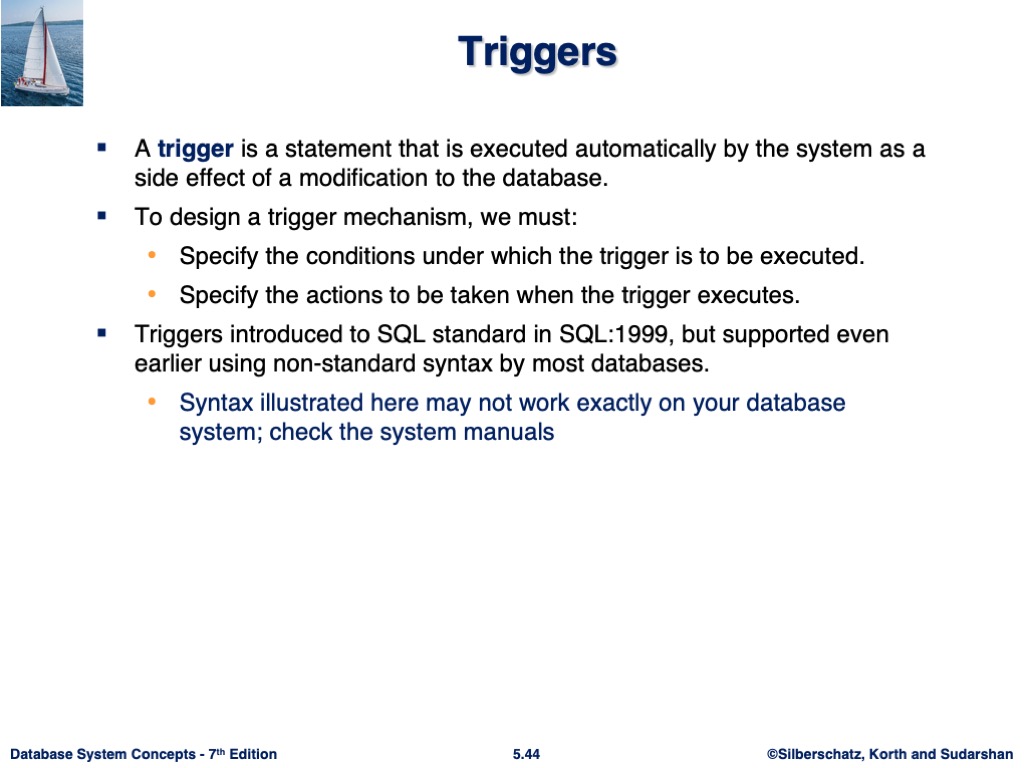 Triggers
▪ A trigger is a statement that is executed automatically by the system as a
side effect of a modification to the database.
▪ To design a trigger mechanism, we must:
• Specify the conditions under which the trigger is to be executed.
• Specify the actions to be taken when the trigger executes.
▪ Triggers introduced to SQL standard in SQL:1999, but supported even
earlier using non-standard syntax by most databases.
• Syntax illustrated here may not work exactly on your database
system; check the system manuals
Database System Concepts - 7th Edition 5.44 ©Silberschatz, Korth and Sudarshan